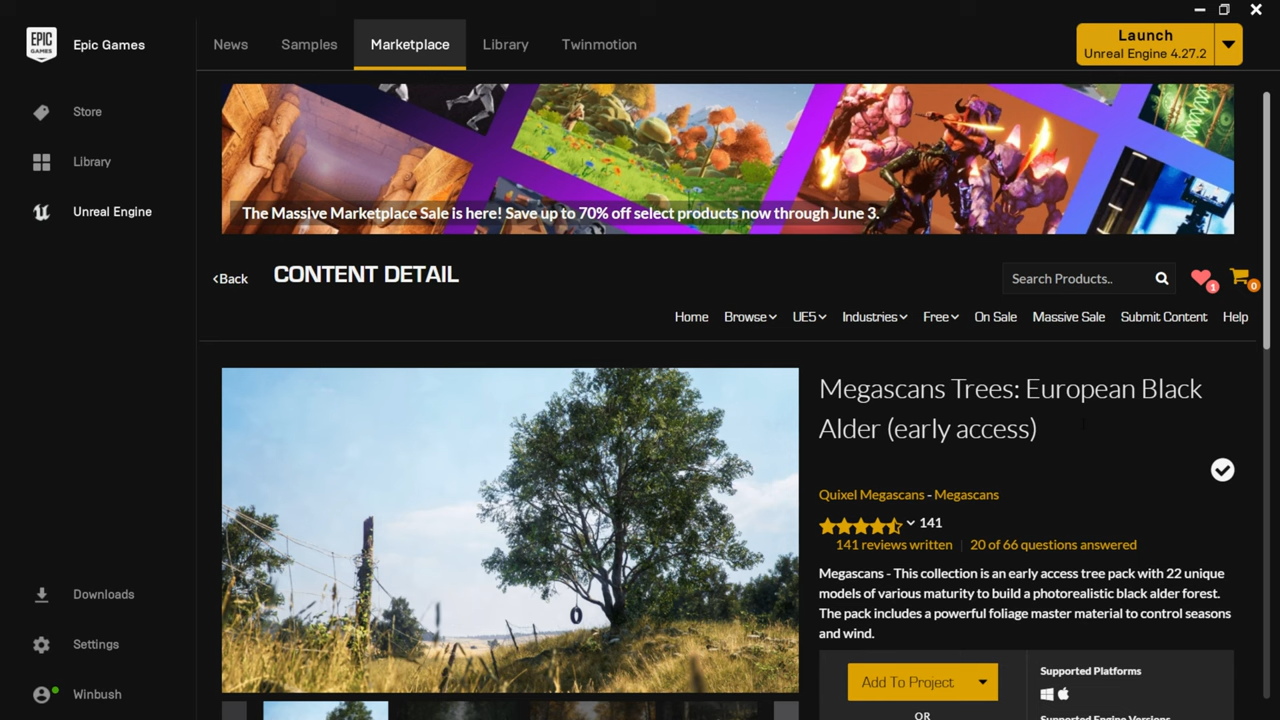 EPIC GAMES
Epic Games
News
Samples
Marketplace
Library
Twinmotion
Launch
Unreal Engine 4.27.2
Store
Library
Unreal Engine
Downloads
Settings
Winbush
The Massive Marketplace Sale is here! Save up to 70% off select products now through June 3.
Back
CONTENT DETAIL
Search Products..
1
0
Home
Browse
UE5
Industries
Free
On Sale
Massive Sale
Submit Content
Help
Megascans Trees: European Black
Alder (early access)
Quixel Megascans - Megascans
141
141 reviews written | 20 of 66 questions answered
Megascans - This collection is an early access tree pack with 22 unique
models of various maturity to build a photorealistic black alder forest.
The pack includes a powerful foliage master material to control seasons
and wind.
Add To Project
OR
Supported Platforms
Supported Engine Versions